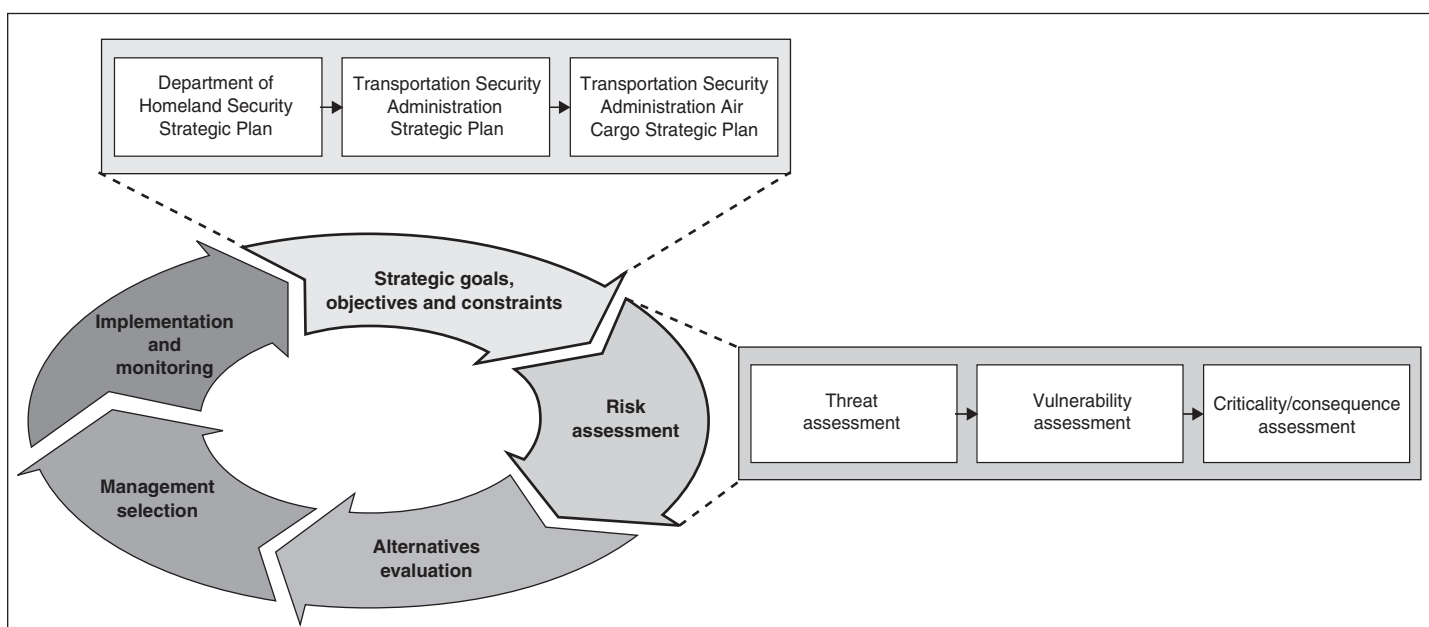 Department of
Homeland Security
Strategic Plan
Transportation Security
Administration
Strategic Plan
Transportation Security
Administration Air
Cargo Strategic Plan
Strategic goals,
objectives and constraints
Implementation
and
monitoring
Risk
assessment
Threat
assessment
Vulnerability
assessment
Criticality/consequence
assessment
Management
selection
Alternatives
evaluation